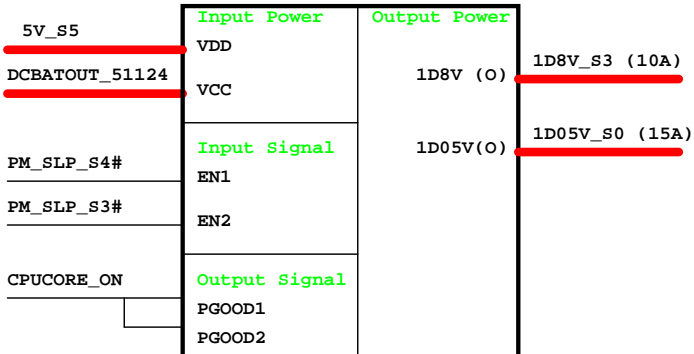 Input Power
Output Power
5V_S5
VDD
1D8V_S3 (10A)
DCBATOUT_51124
1D8V (O)
VCC
1D05V_S0 (15A)
Input Signal
1D05V(O)
PM_SLP_S4#
EN1
PM_SLP_S3#
EN2
CPUCORE_ON
Output Signal
PGOOD1
PGOOD2